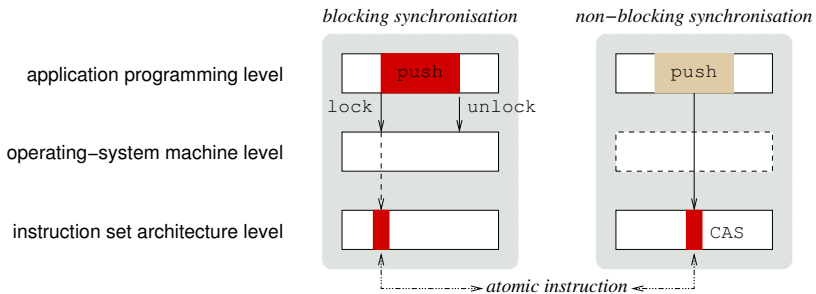 blocking synchronisation
non−blocking synchronisation
application programming level
push
push
lock
unlock
operating−system machine level
instruction set architecture level
CAS
atomic instruction